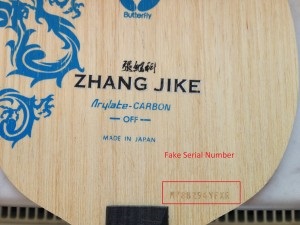 Butterfly
張継科
ZHANG JIKE
Arylate-CARBON
OFF
MADE IN JAPAN
Fake Serial Number